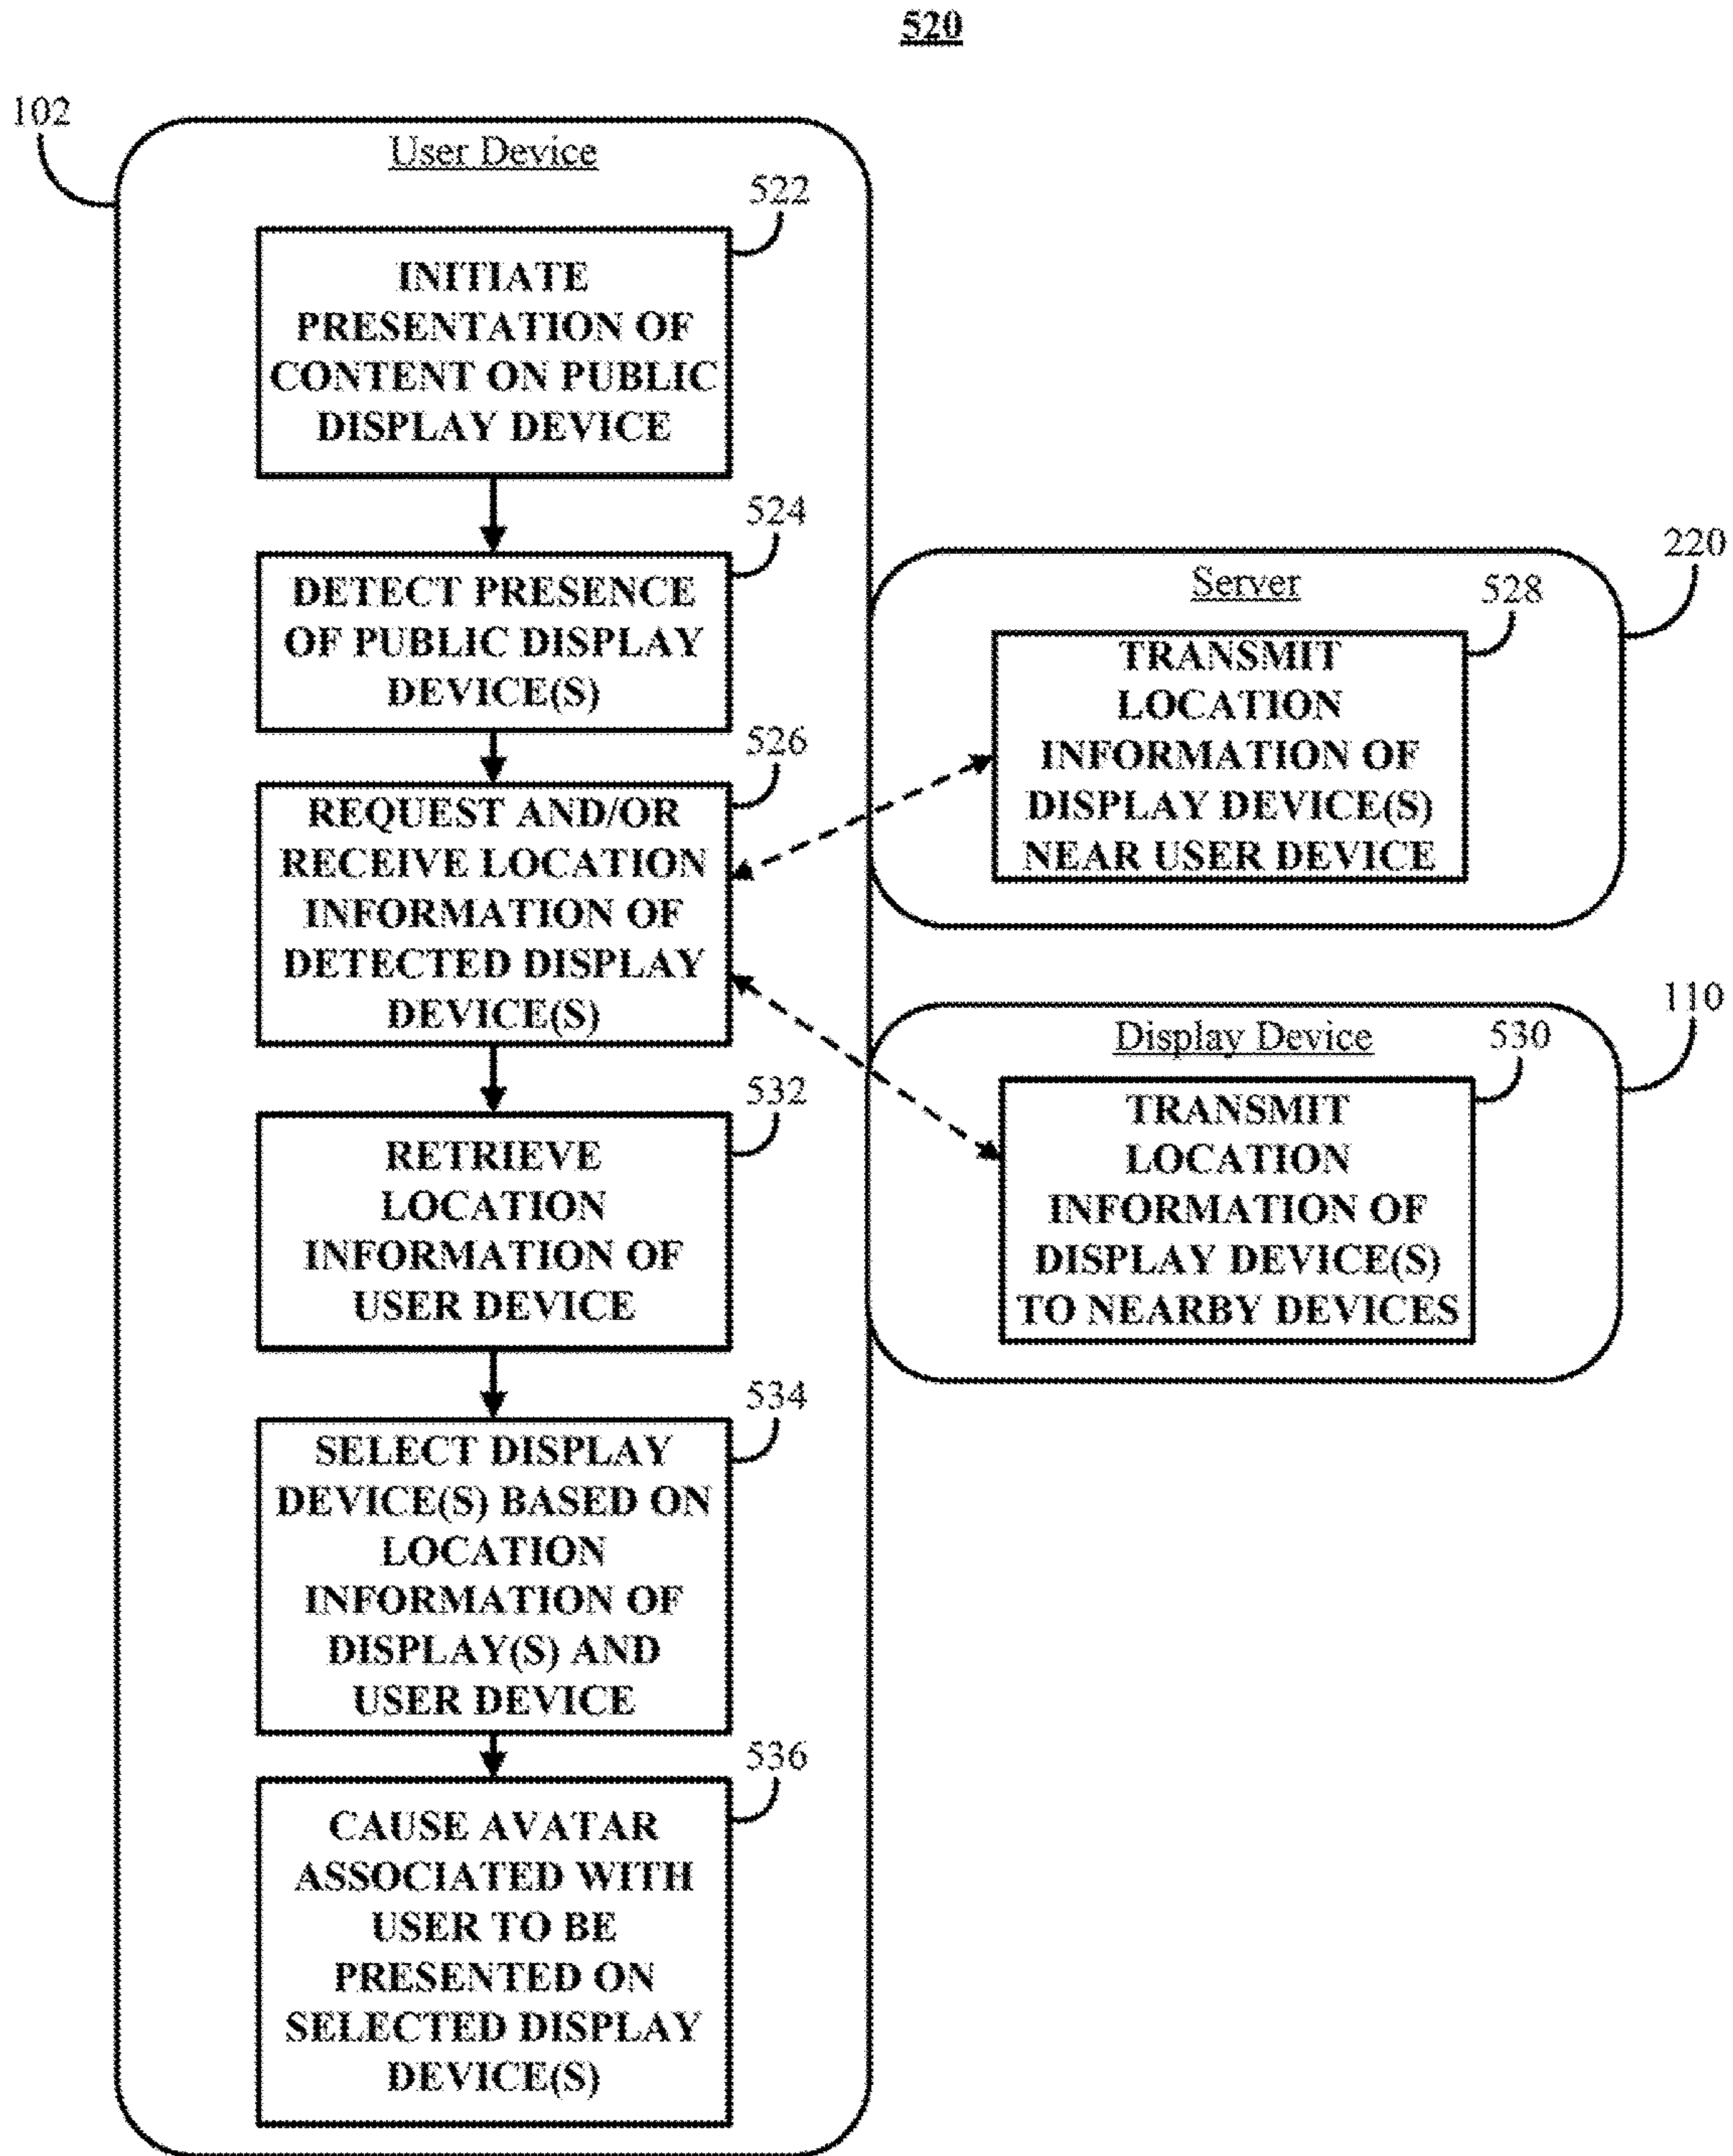 520
102
User Device
522
INITIATE
PRESENTATION OF
CONTENT ON PUBLIC
DISPLAY DEVICE
524
DETECT PRESENCE
OF PUBLIC DISPLAY
DEVICE(S)
526
REQUEST AND/OR
RECEIVE LOCATION
INFORMATION OF
DETECTED DISPLAY
DEVICE(S)
220
Server
528
TRANSMIT
LOCATION
INFORMATION OF
DISPLAY DEVICE(S)
NEAR USER DEVICE
110
Display Device
530
TRANSMIT
LOCATION
INFORMATION OF
DISPLAY DEVICE(S)
TO NEARBY DEVICES
532
RETRIEVE
LOCATION
INFORMATION OF
USER DEVICE
534
SELECT DISPLAY
DEVICE(S) BASED ON
LOCATION
INFORMATION OF
DISPLAY(S) AND
USER DEVICE
536
CAUSE AVATAR
ASSOCIATED WITH
USER TO BE
PRESENTED ON
SELECTED DISPLAY
DEVICE(S)